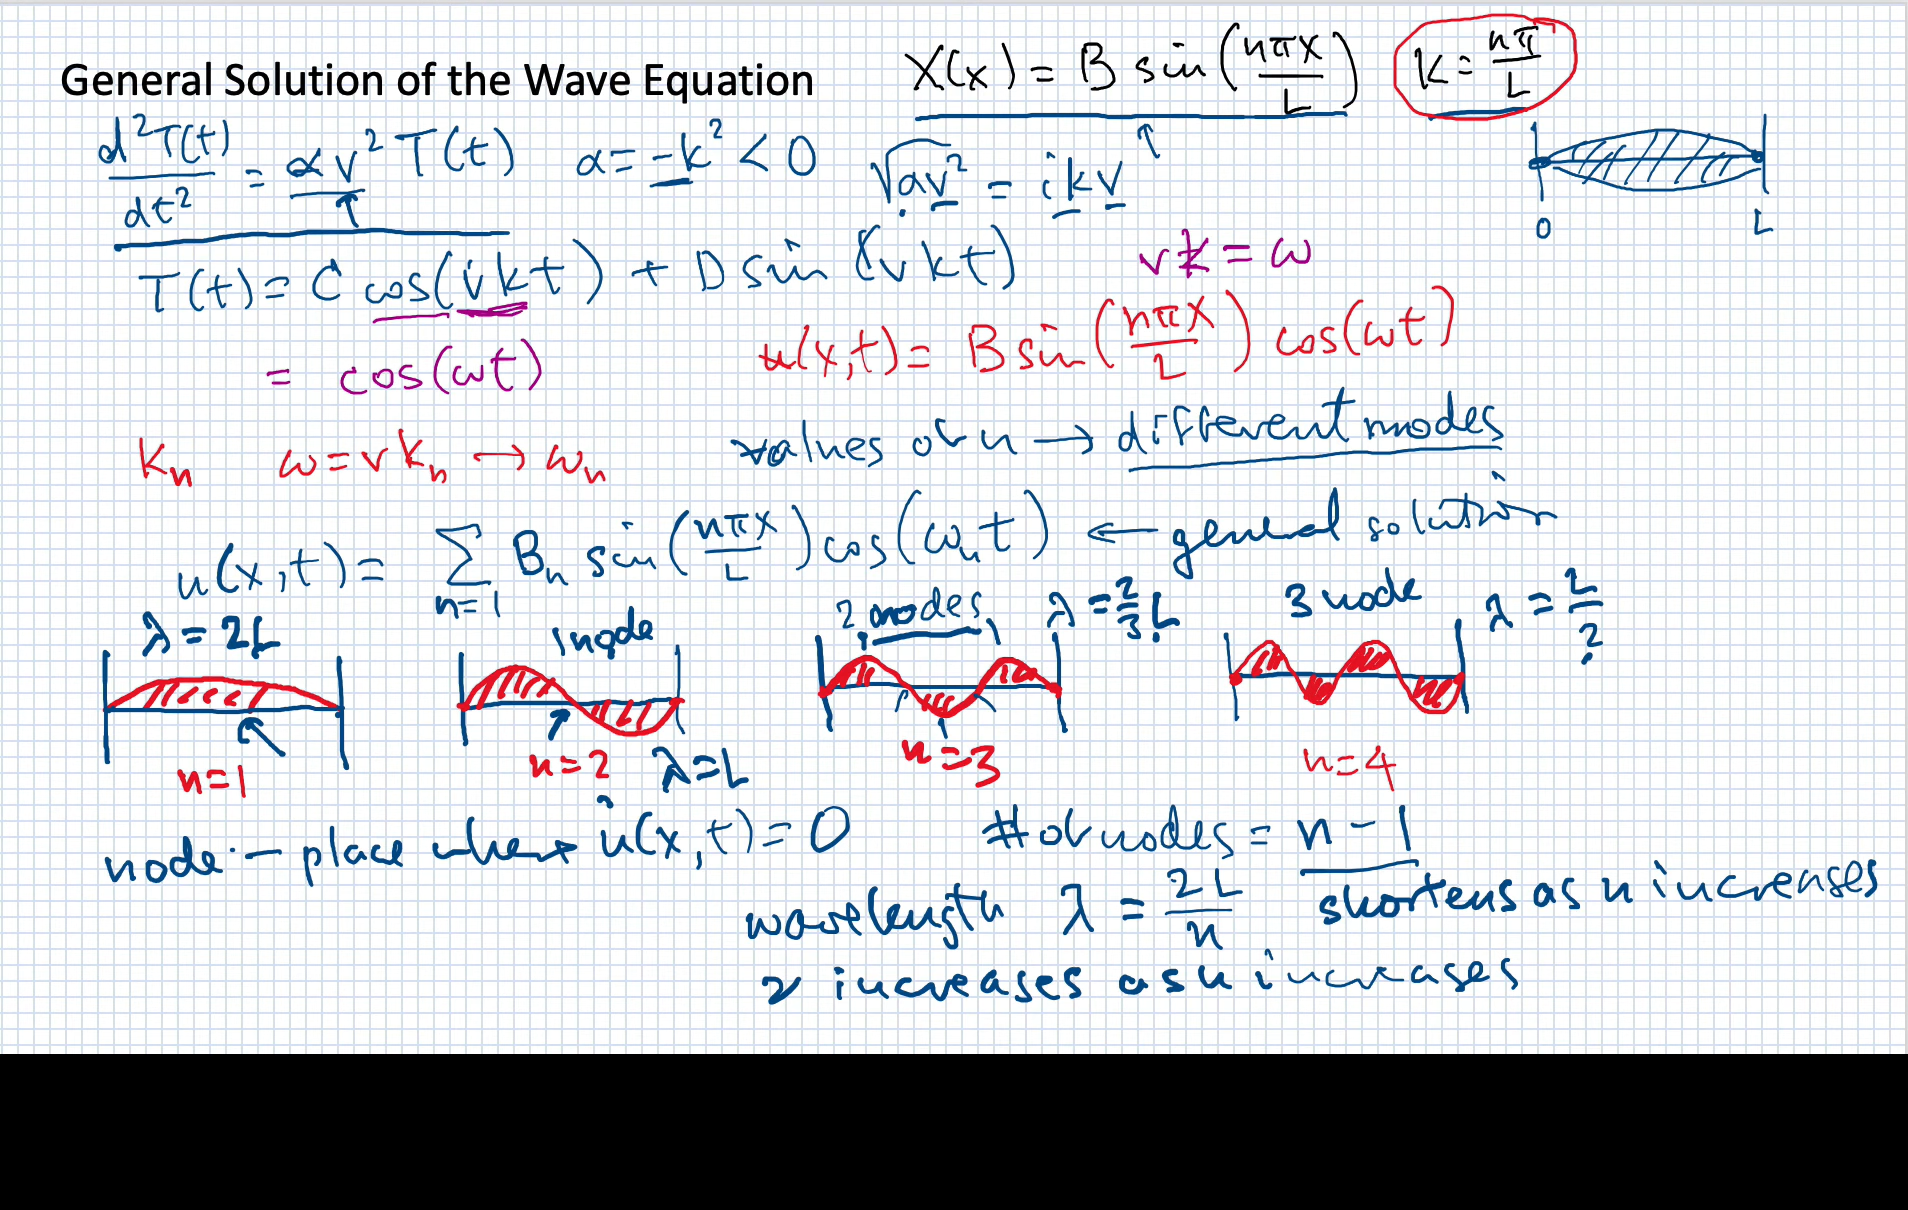 General Solution of the Wave Equation
X(x) = B sin(nπx/L) k = nπ/L
d²T(t)/dt² = αv² T(t) α = -k² < 0 √αv² = ikv
0 L
T(t) = C cos(vkt) + D sin(vkt) vk = ω
= cos(ωt) u(x,t) = B sin(nπx/L) cos(ωt)
kn ω = vkn → ωn values of n → different modes
u(x,t) = Σ n=1 Bn sin(nπx/L) cos(ωnt) ← general solution
λ = 2L 1 node 2 nodes λ = 2/3 L 3 node λ = L/2
n=1 n=2 λ=L n=3 n=4
node: — place where u(x,t) = 0 # of nodes = n - 1
wavelength λ = 2L/n shortens as n increases
ν increases as n increases